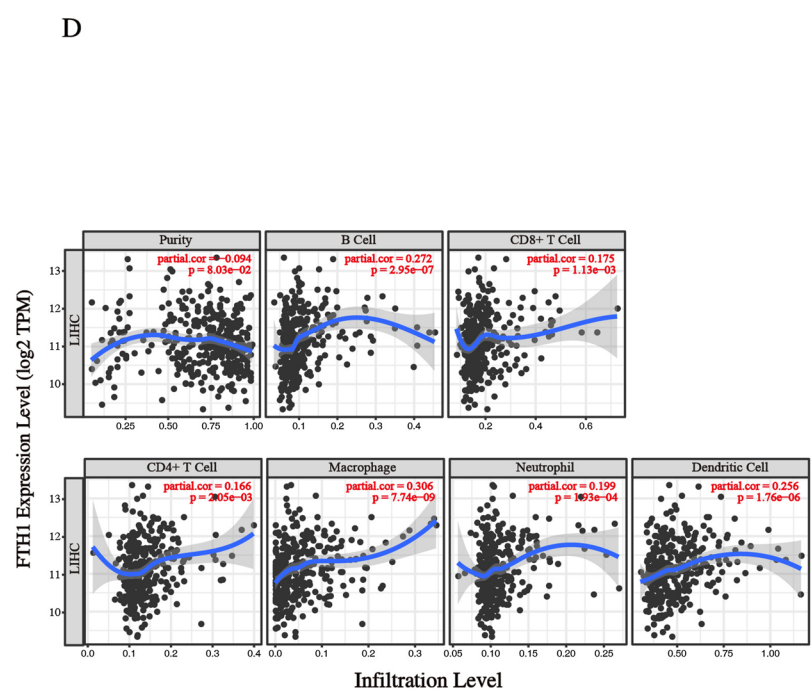 D
Purity
B Cell
CD8+ T Cell
partial.cor = −0.094
p = 8.03e−02
partial.cor = 0.272
p = 2.95e−07
partial.cor = 0.175
p = 1.13e−03
LIHC
13
12
11
10
0.25 0.50 0.75 1.00
0.1 0.2 0.3 0.4
0.2 0.4 0.6
FTH1 Expression Level (log2 TPM)
CD4+ T Cell
Macrophage
Neutrophil
Dendritic Cell
partial.cor = 0.166
p = 2.05e−03
partial.cor = 0.306
p = 7.74e−09
partial.cor = 0.199
p = 1.93e−04
partial.cor = 0.256
p = 1.76e−06
LIHC
13
12
11
10
0.0 0.1 0.2 0.3 0.4
0.0 0.1 0.2 0.3
0.05 0.10 0.15 0.20 0.25
0.50 0.75 1.00
Infiltration Level